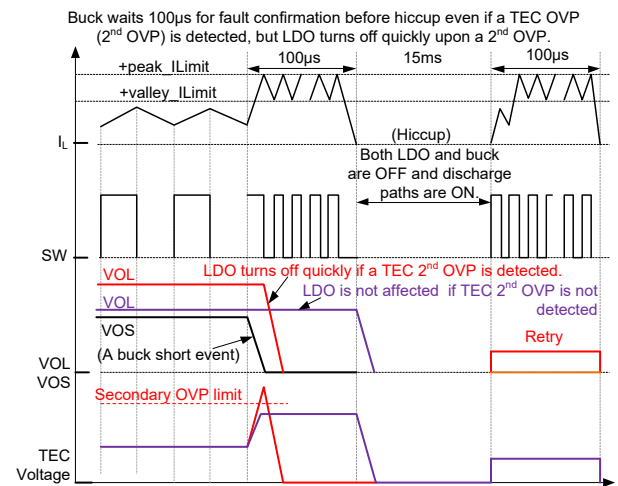 Buck waits 100µs for fault confirmation before hiccup even if a TEC OVP
(2nd OVP) is detected, but LDO turns off quickly upon a 2nd OVP.
100µs
15ms
100µs
+peak_ILimit
+valley_ILimit
IL
(Hiccup)
Both LDO and buck
are OFF and discharge
paths are ON.
SW
VOL
LDO turns off quickly if a TEC 2nd OVP is detected.
VOL
LDO is not affected if TEC 2nd OVP is not
detected
VOS
(A buck short event)
Retry
VOL
VOS
Secondary OVP limit
TEC
Voltage